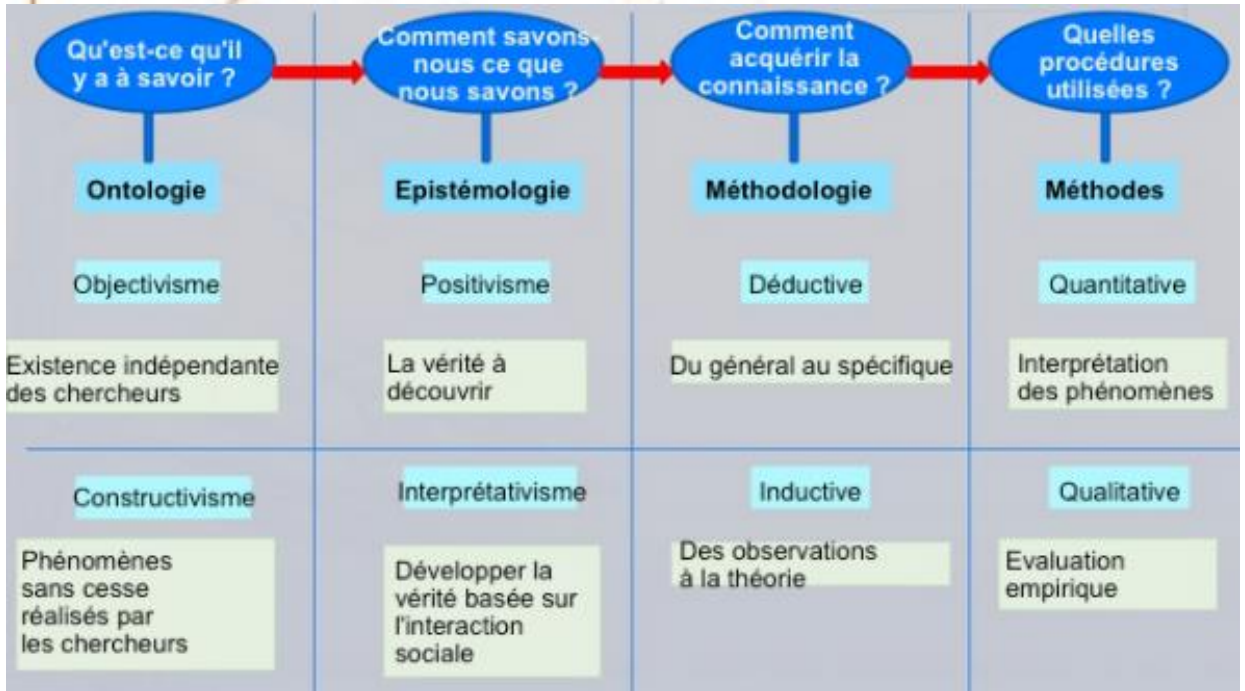 Qu'est-ce qu'il
y a à savoir ?
Comment savons-
nous ce que
nous savons ?
Comment
acquérir la
connaissance ?
Quelles
procédures
utilisées ?
Ontologie
Epistémologie
Méthodologie
Méthodes
Objectivisme
Positivisme
Déductive
Quantitative
Existence indépendante
des chercheurs
La vérité à
découvrir
Du général au spécifique
Interprétation
des phénomènes
Constructivisme
Interprétativisme
Inductive
Qualitative
Phénomènes
sans cesse
réalisés par
les chercheurs
Développer la
vérité basée sur
l'interaction
sociale
Des observations
à la théorie
Evaluation
empirique